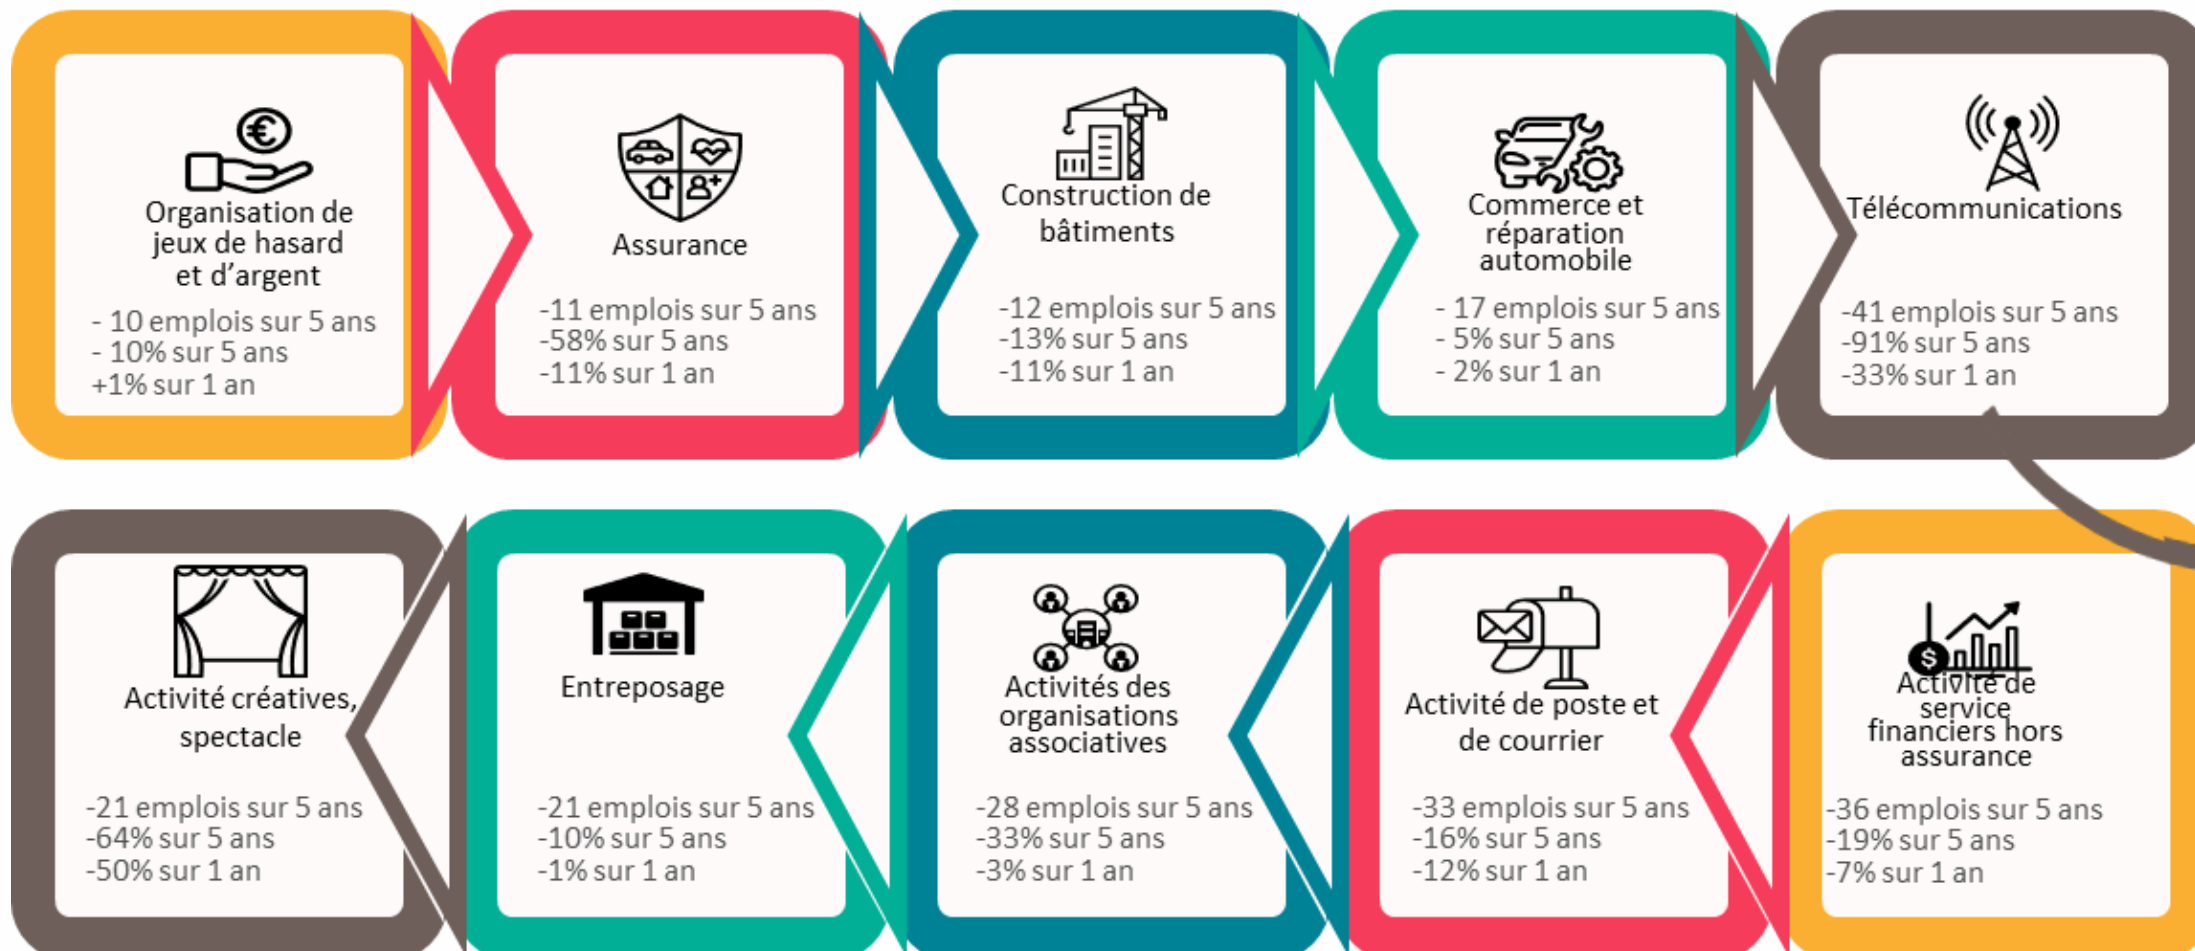 Organisation de
jeux de hasard
et d’argent
- 10 emplois sur 5 ans
- 10% sur 5 ans
+1% sur 1 an
Assurance
-11 emplois sur 5 ans
-58% sur 5 ans
-11% sur 1 an
Construction de
bâtiments
-12 emplois sur 5 ans
-13% sur 5 ans
-11% sur 1 an
Commerce et
réparation
automobile
- 17 emplois sur 5 ans
- 5% sur 5 ans
- 2% sur 1 an
Télécommunications
-41 emplois sur 5 ans
-91% sur 5 ans
-33% sur 1 an
Activité créatives,
spectacle
-21 emplois sur 5 ans
-64% sur 5 ans
-50% sur 1 an
Entreposage
-21 emplois sur 5 ans
-10% sur 5 ans
-1% sur 1 an
Activités des
organisations
associatives
-28 emplois sur 5 ans
-33% sur 5 ans
-3% sur 1 an
Activité de poste et
de courrier
-33 emplois sur 5 ans
-16% sur 5 ans
-12% sur 1 an
Activité de
service
financiers hors
assurance
-36 emplois sur 5 ans
-19% sur 5 ans
-7% sur 1 an